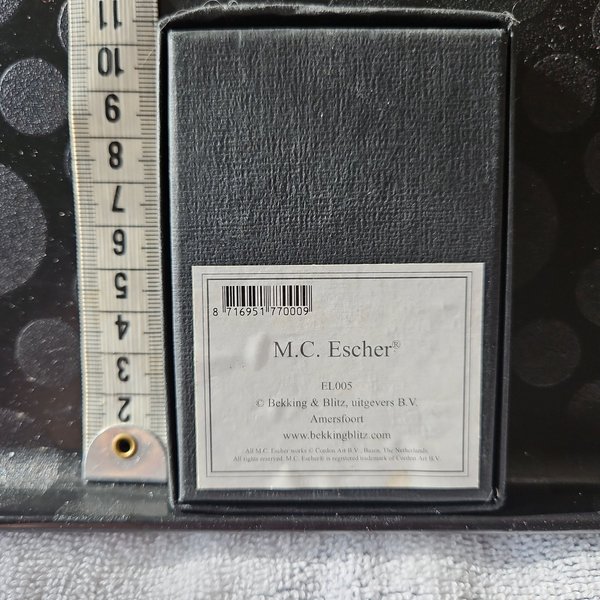 11
10
9
8
7
6
5
4
3
2
8 716951 770009
M.C. Escher®
EL005
© Bekking & Blitz, uitgevers B.V.
Amersfoort
www.bekkingblitz.com
All M.C. Escher works © Cordon Art B.V., Baarn, The Netherlands.
All rights reserved. M.C. Escher® is registered trademark of Cordon Art B.V.